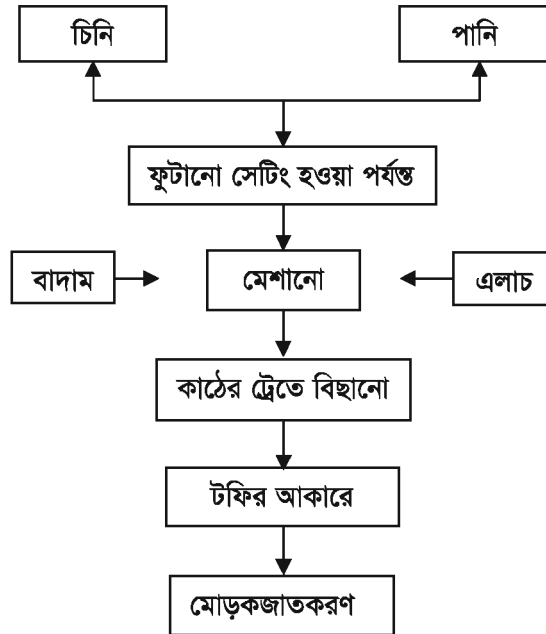 চিনি
পানি
ফুটানো সেটিং হওয়া পর্যন্ত
বাদাম
মেশানো
এলাচ
কাঠের ট্রেতে বিছানো
টফির আকারে
মোড়কজাতকরণ